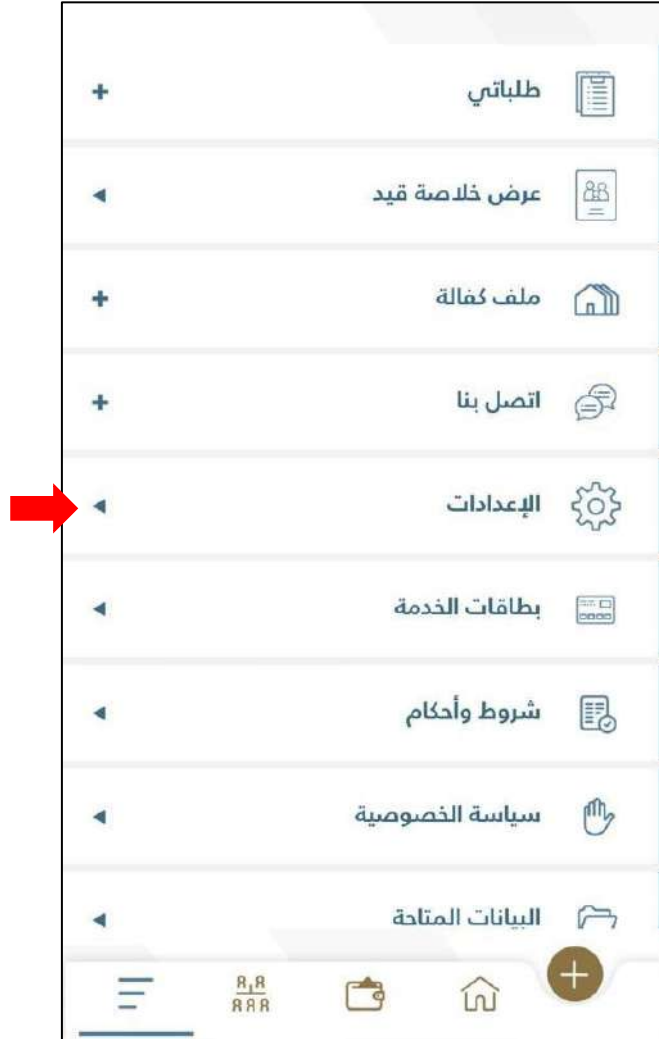 طلباتي
عرض خلاصة قيد
ملف كفالة
اتصل بنا
الإعدادات
بطاقات الخدمة
شروط وأحكام
سياسة الخصوصية
البيانات المتاحة